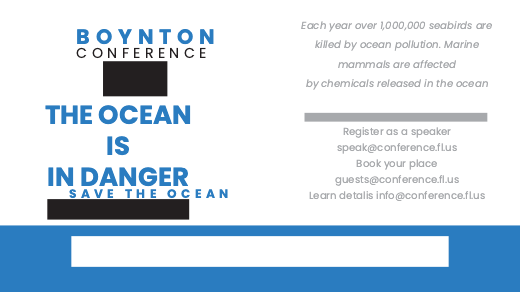 BOYNTON
CONFERENCE
THE OCEAN
IS
IN DANGER
SAVE THE OCEAN
Each year over 1,000,000 seabirds are
killed by ocean pollution. Marine
mammals are affected
by chemicals released in the ocean
Register as a speaker
speak@conference.fl.us
Book your place
guests@conference.fl.us
Learn detalis info@conference.fl.us